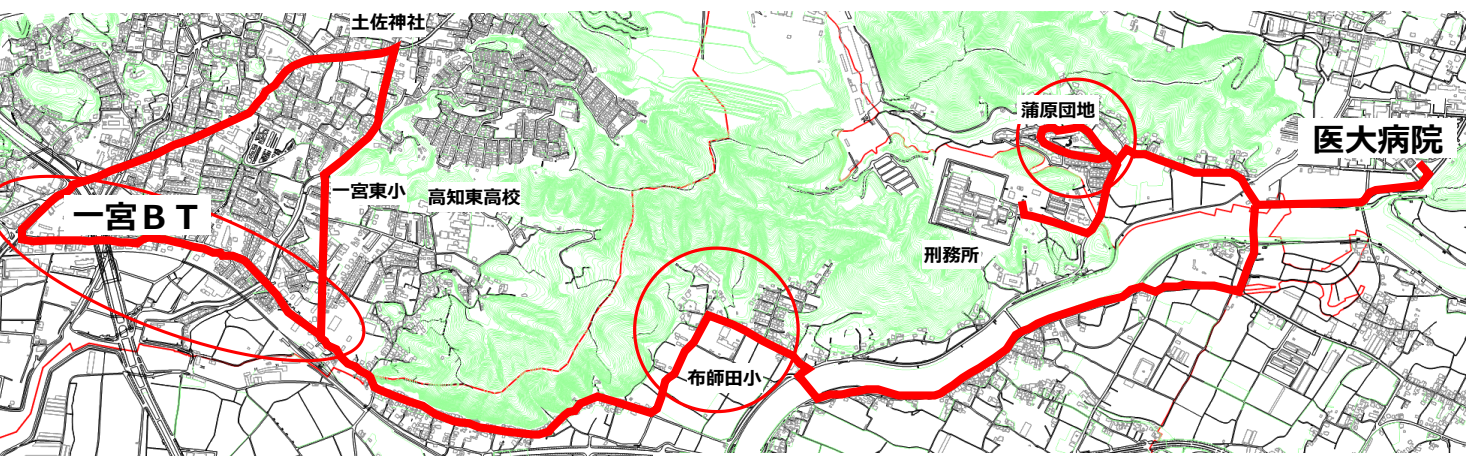 土佐神社
蒲原団地
医大病院
一宮東小
高知東高校
一宮ＢＴ
刑務所
布師田小